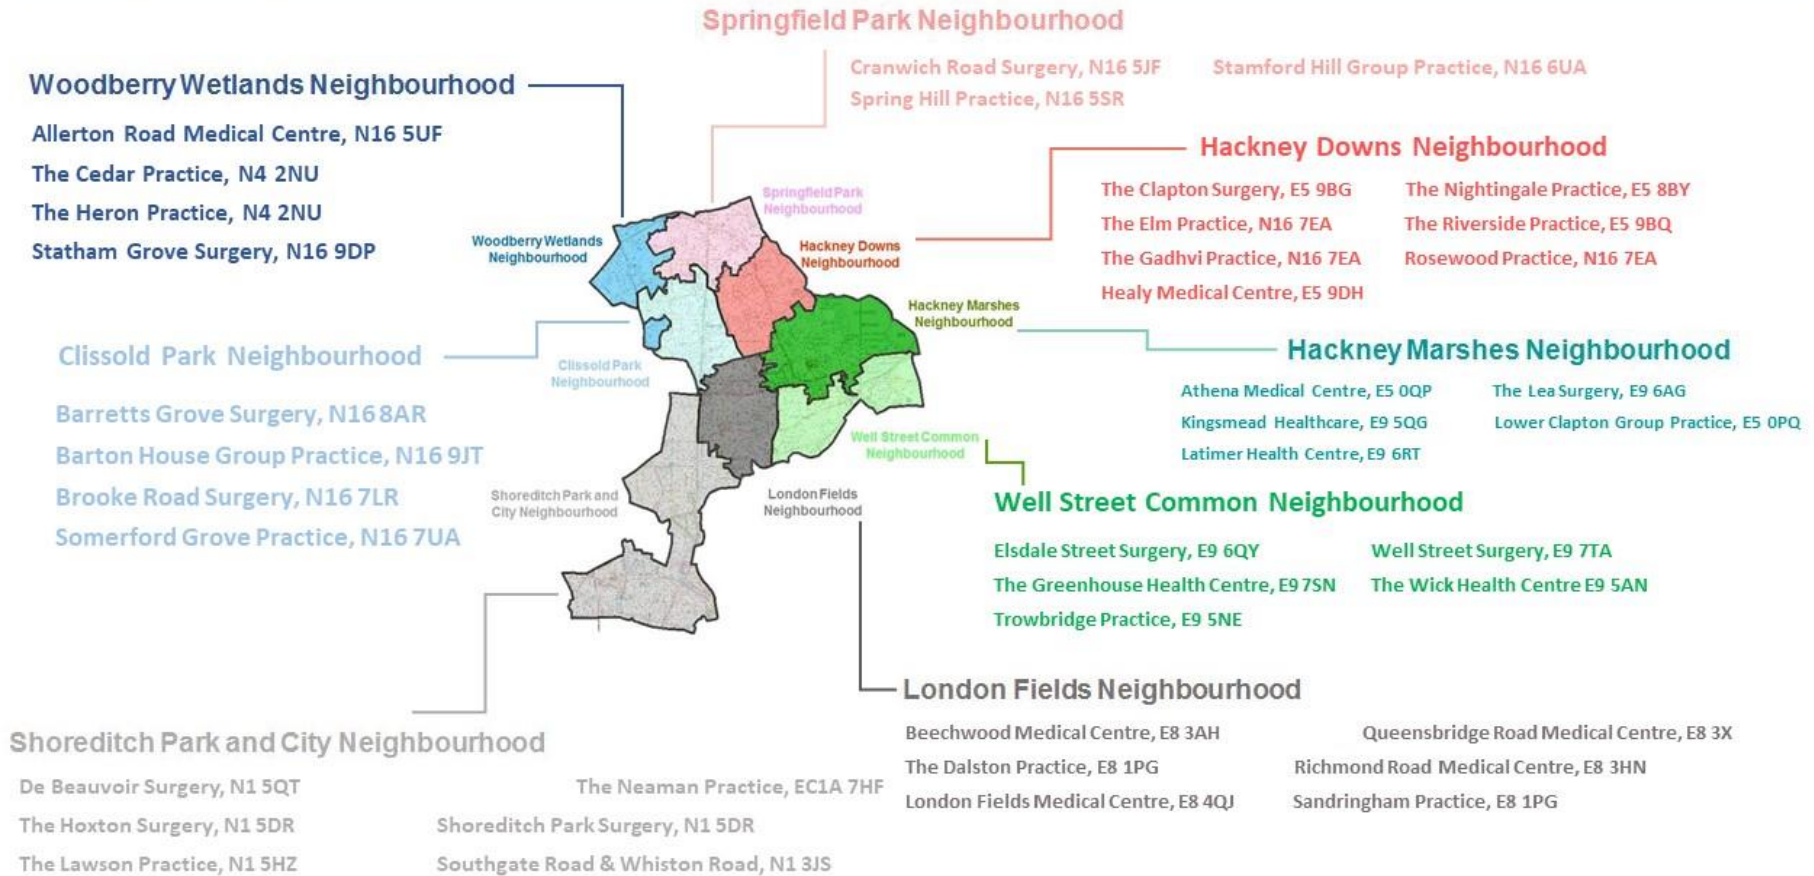 Springfield Park Neighbourhood
Cranwich Road Surgery, N16 5JF
Stamford Hill Group Practice, N16 6UA
Spring Hill Practice, N16 5SR
Woodberry Wetlands Neighbourhood
Allerton Road Medical Centre, N16 5UF
The Cedar Practice, N4 2NU
The Heron Practice, N4 2NU
Statham Grove Surgery, N16 9DP
Hackney Downs Neighbourhood
The Clapton Surgery, E5 9BG
The Nightingale Practice, E5 8BY
The Elm Practice, N16 7EA
The Riverside Practice, E5 9BQ
The Gadhvi Practice, N16 7EA
Rosewood Practice, N16 7EA
Healy Medical Centre, E5 9DH
Springfield Park
Neighbourhood
Woodberry Wetlands
Neighbourhood
Hackney Downs
Neighbourhood
Hackney Marshes
Neighbourhood
Clissold Park
Neighbourhood
Well Street Common
Neighbourhood
Shoreditch Park and
City Neighbourhood
London Fields
Neighbourhood
Clissold Park Neighbourhood
Barretts Grove Surgery, N16 8AR
Barton House Group Practice, N16 9JT
Brooke Road Surgery, N16 7LR
Somerford Grove Practice, N16 7UA
Hackney Marshes Neighbourhood
Athena Medical Centre, E5 0QP
The Lea Surgery, E9 6AG
Kingsmead Healthcare, E9 5QG
Lower Clapton Group Practice, E5 0PQ
Latimer Health Centre, E9 6RT
Well Street Common Neighbourhood
Elsdale Street Surgery, E9 6QY
Well Street Surgery, E9 7TA
The Greenhouse Health Centre, E9 7SN
The Wick Health Centre E9 5AN
Trowbridge Practice, E9 5NE
London Fields Neighbourhood
Beechwood Medical Centre, E8 3AH
Queensbridge Road Medical Centre, E8 3X
The Dalston Practice, E8 1PG
Richmond Road Medical Centre, E8 3HN
London Fields Medical Centre, E8 4QJ
Sandringham Practice, E8 1PG
Shoreditch Park and City Neighbourhood
De Beauvoir Surgery, N1 5QT
The Neaman Practice, EC1A 7HF
The Hoxton Surgery, N1 5DR
Shoreditch Park Surgery, N1 5DR
The Lawson Practice, N1 5HZ
Southgate Road & Whiston Road, N1 3JS